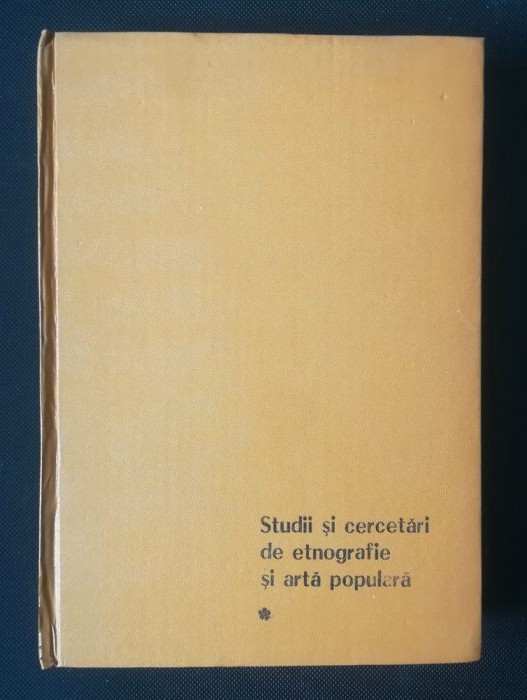 Studii și cercetări
de etnografie
și artă populară
*